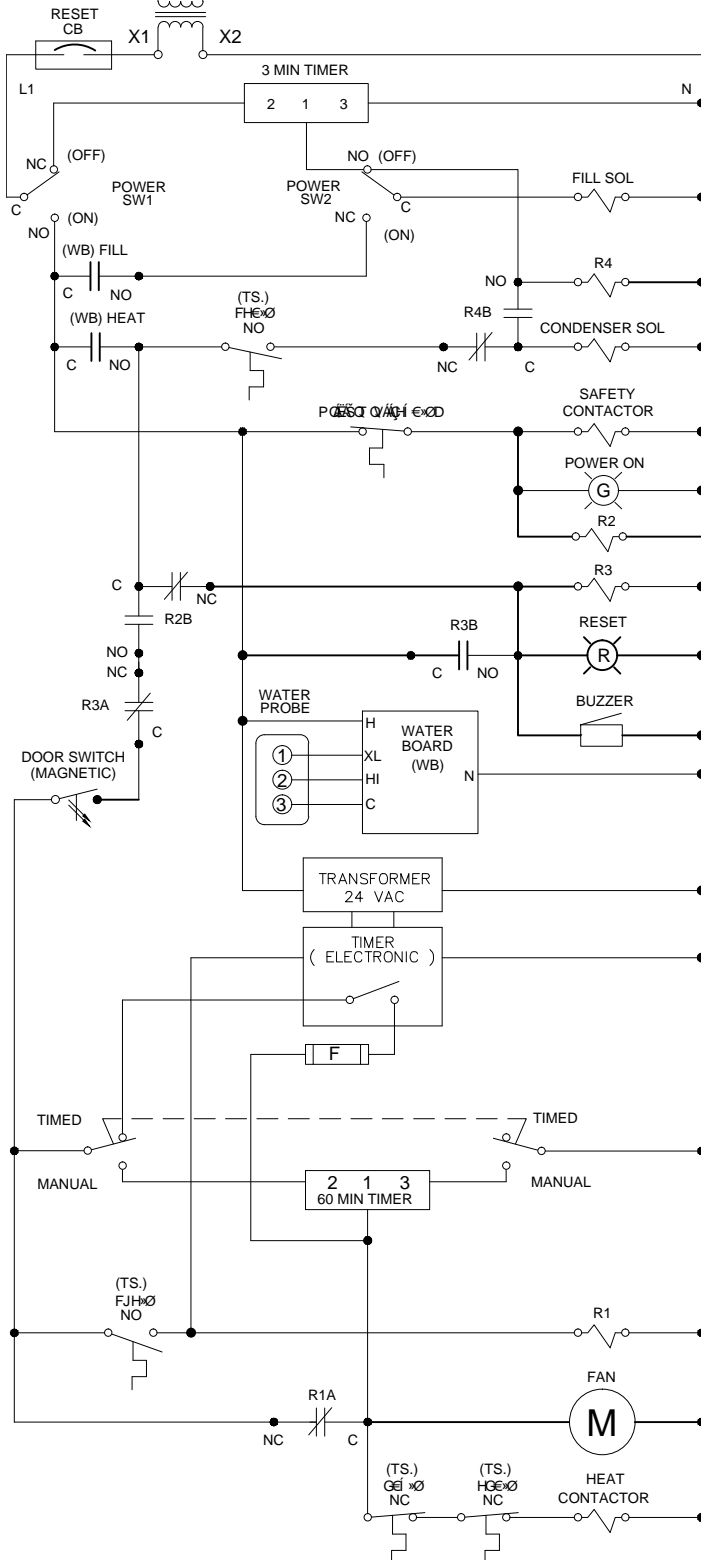 RESET
CB
X1 X2
L1
3 MIN TIMER
2 1 3
N
NC (OFF)
NO (OFF)
C
POWER
SW1
POWER
SW2
FILL SOL
C
NO (ON)
NC
(ON)
(WB) FILL
C NO
R4
NO
(TS.)
NO
R4B
(WB) HEAT
C NO
NC
C
CONDENSER SOL
SAFETY
CONTACTOR
POWER ON
G
R2
C
NC
R2B
R3
RESET
R
NO
NC
R3B
C NO
R3A
C
BUZZER
WATER
PROBE
1
2
3
H
XL
HI
C
WATER
BOARD
(WB)
N
DOOR SWITCH
(MAGNETIC)
TRANSFORMER
24 VAC
TIMER
( ELECTRONIC )
F
TIMED
TIMED
MANUAL
MANUAL
2 1 3
60 MIN TIMER
(TS.)
NO
R1
R1A
NC C
FAN
M
(TS.)
NC
(TS.)
NC
HEAT
CONTACTOR